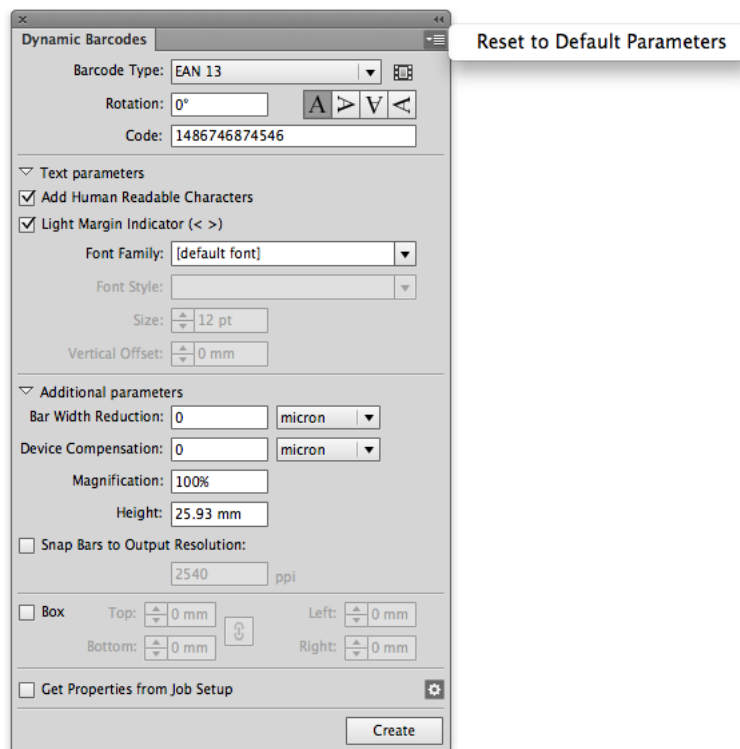 Dynamic Barcodes
Reset to Default Parameters
Barcode Type: EAN 13
Rotation: 0° A A A A
Code: 1486746874546
Text parameters
Add Human Readable Characters
Light Margin Indicator (< >)
Font Family: [default font]
Font Style:
Size: 12 pt
Vertical Offset: 0 mm
Additional parameters
Bar Width Reduction: 0 micron
Device Compensation: 0 micron
Magnification: 100%
Height: 25.93 mm
Snap Bars to Output Resolution:
2540 ppi
Box Top: 0 mm Left: 0 mm
Bottom: 0 mm Right: 0 mm
Get Properties from Job Setup
Create